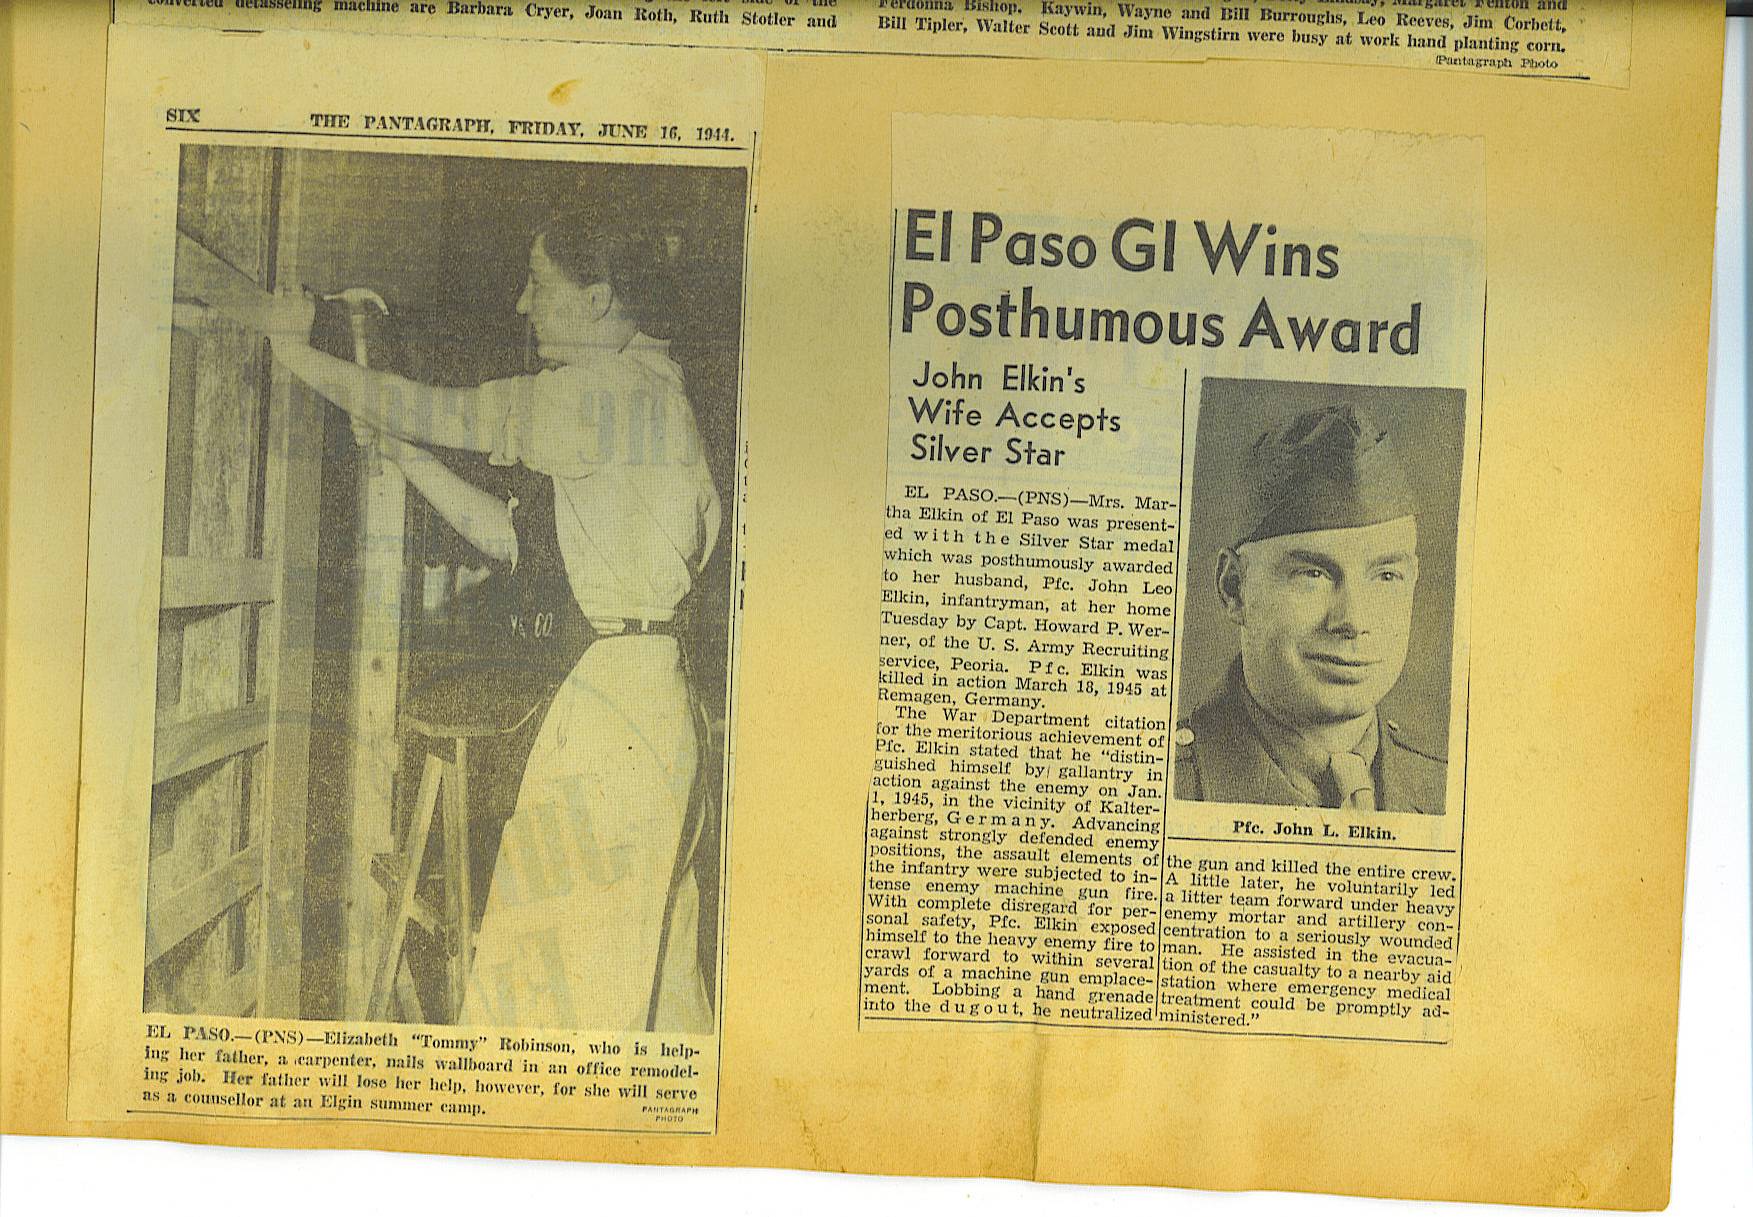 converted detasseling machine are Barbara Cryer, Joan Roth, Ruth Stotler and
Ferdonna Bishop. Kaywin, Wayne and Bill Burroughs, Leo Reeves, Jim Corbett,
Bill Tipler, Walter Scott and Jim Wingstirn were busy at work hand planting corn.
(Pantagraph Photo
SIX THE PANTAGRAPH, FRIDAY, JUNE 16, 1944.
EL PASO.—(PNS)—Elizabeth "Tommy" Robinson, who is help-
ing her father, a carpenter, nails wallboard in an office remodel-
ing job. Her father will lose her help, however, for she will serve
as a counsellor at an Elgin summer camp.
PANTAGRAPH
PHOTO
El Paso GI Wins
Posthumous Award
John Elkin's
Wife Accepts
Silver Star
EL PASO.—(PNS)—Mrs. Mar-
tha Elkin of El Paso was present-
ed with the Silver Star medal
which was posthumously awarded
to her husband, Pfc. John Leo
Elkin, infantryman, at her home
Tuesday by Capt. Howard P. Wer-
ner, of the U. S. Army Recruiting
service, Peoria. Pfc. Elkin was
killed in action March 18, 1945 at
Remagen, Germany.
The War Department citation
for the meritorious achievement of
Pfc. Elkin stated that he "distin-
guished himself by gallantry in
action against the enemy on Jan.
1, 1945, in the vicinity of Kalter-
herberg, Germany. Advancing
against strongly defended enemy
positions, the assault elements of
the infantry were subjected to in-
tense enemy machine gun fire.
With complete disregard for per-
sonal safety, Pfc. Elkin exposed
himself to the heavy enemy fire to
crawl forward to within several
yards of a machine gun emplace-
ment. Lobbing a hand grenade
into the dugout, he neutralized
Pfc. John L. Elkin.
the gun and killed the entire crew.
A little later, he voluntarily led
a litter team forward under heavy
enemy mortar and artillery con-
centration to a seriously wounded
man. He assisted in the evacua-
tion of the casualty to a nearby aid
station where emergency medical
treatment could be promptly ad-
ministered."